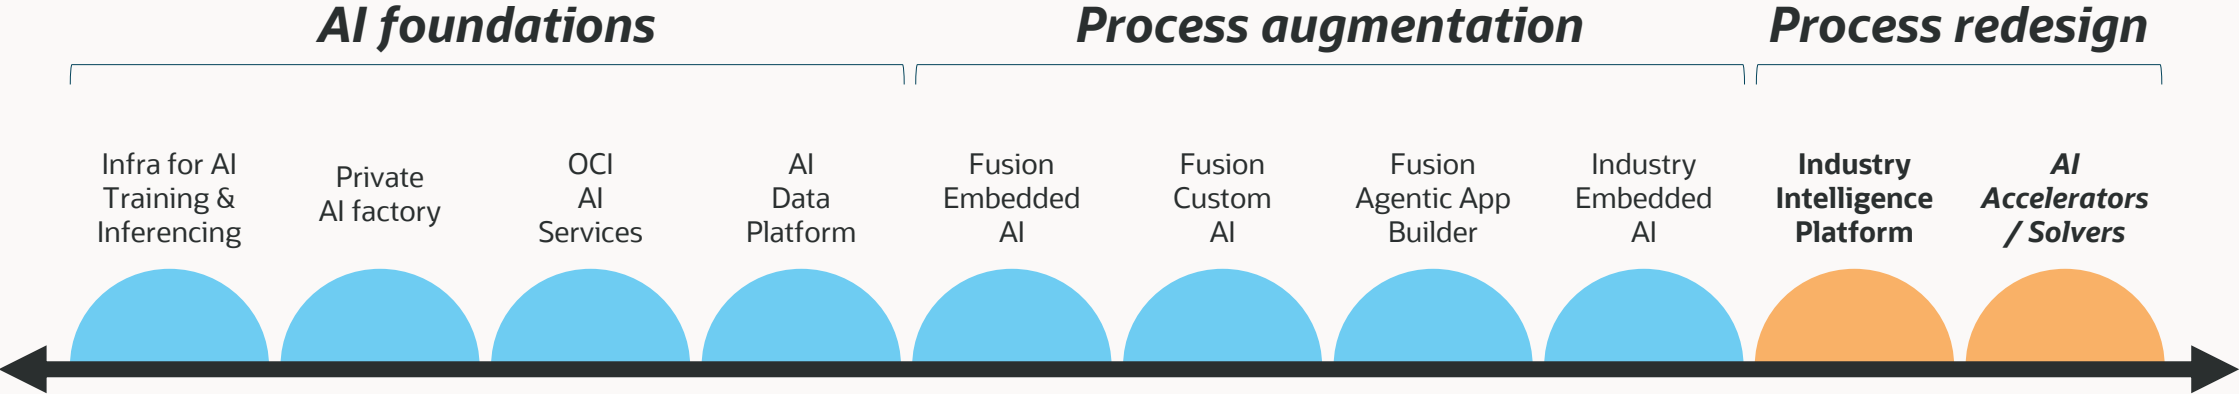 AI foundations
Process augmentation
Process redesign
Infra for AI
Training &
Inferencing
Private
AI factory
OCI
AI
Services
AI
Data
Platform
Fusion
Embedded
AI
Fusion
Custom
AI
Fusion
Agentic App
Builder
Industry
Embedded
AI
Industry
Intelligence
Platform
AI
Accelerators
/ Solvers